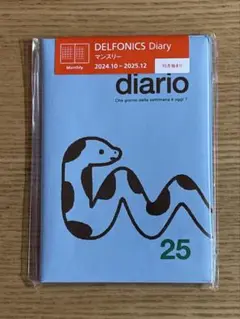 DELFONICS Diary
マンスリー
Monthly
2024.10～2025.12
diario
Che giorno della settimana è oggi?
25